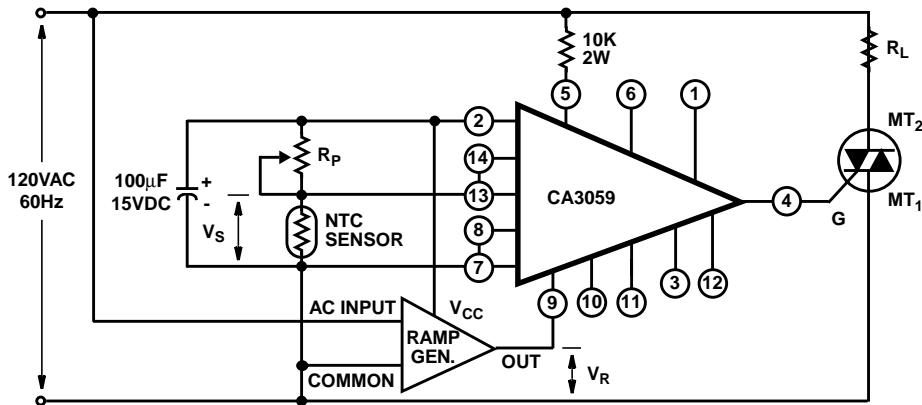 120VAC
60Hz
100μF
15VDC
+
-
V_S
R_P
NTC
SENSOR
2
14
13
8
7
10K
2W
5
6
1
CA3059
4
9
10
11
3
12
R_L
MT_2
MT_1
G
AC INPUT
V_CC
RAMP
GEN.
COMMON
OUT
V_R